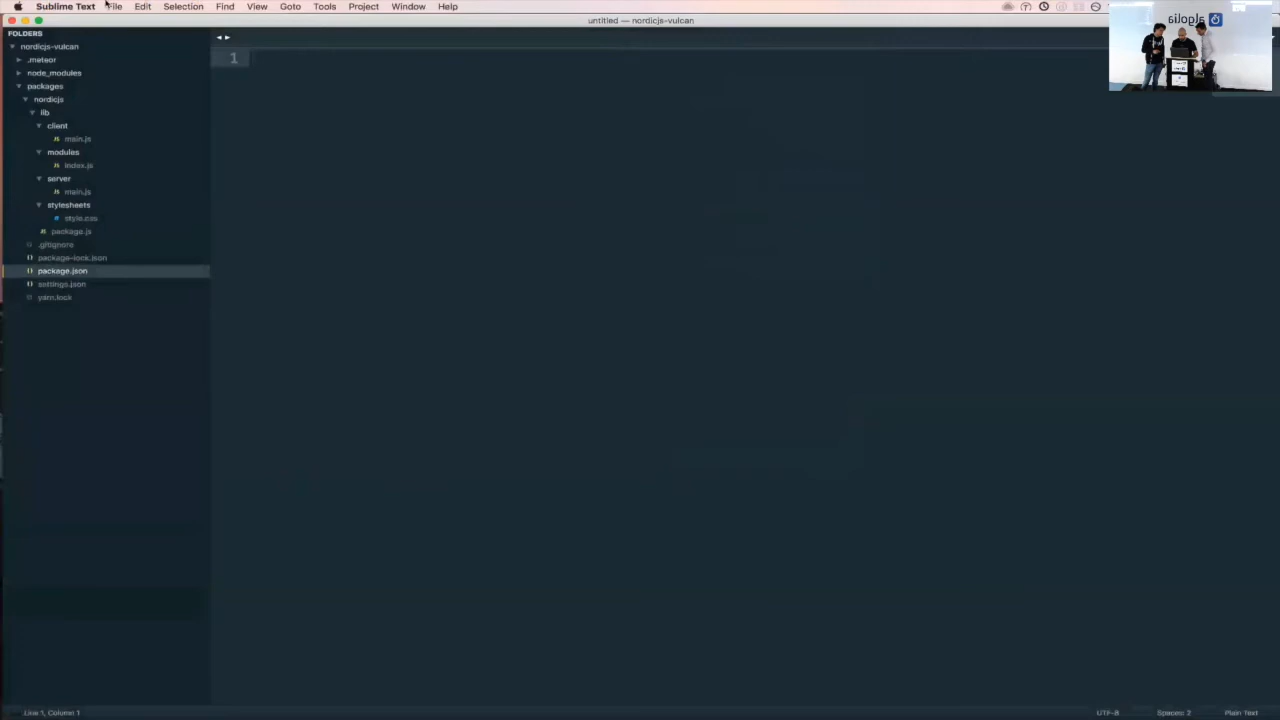 Sublime Text File Edit Selection Find View Goto Tools Project Window Help
untitled — nordicjs-vulcan
FOLDERS
nordicjs-vulcan
.meteor
node_modules
packages
nordicjs
lib
client
main.js
modules
index.js
server
main.js
stylesheets
style.css
package.js
.gitignore
package-lock.json
package.json
settings.json
yarn.lock
1
algolia
Line 1, Column 1
UTF-8
Spaces: 2
Plain Text